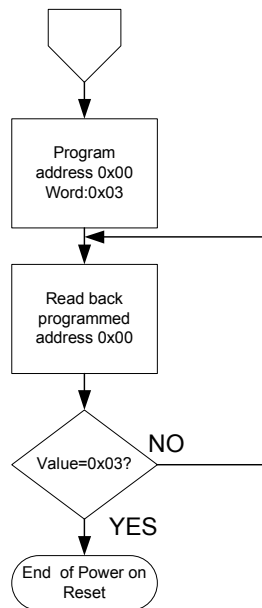 Program
address 0x00
Word:0x03
Read back
programmed
address 0x00
Value=0x03?
NO
YES
End of Power on
Reset